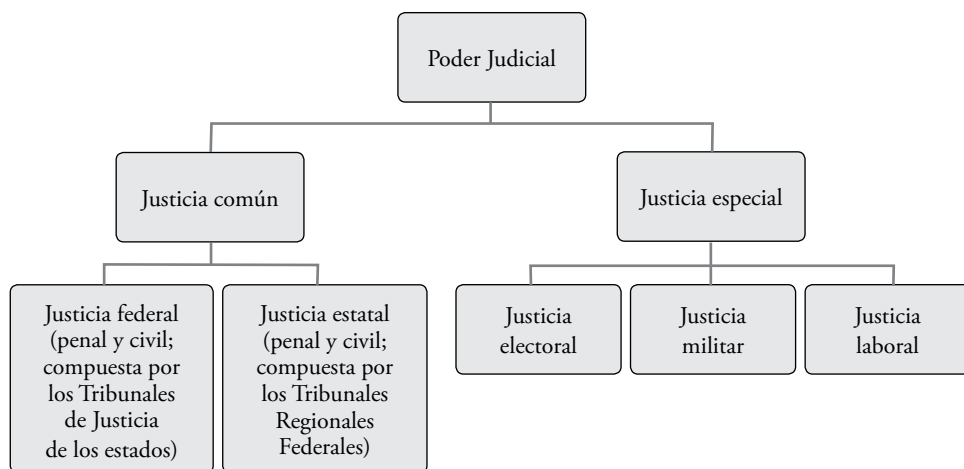 Poder Judicial
Justicia común
Justicia especial
Justicia federal
(penal y civil;
compuesta por
los Tribunales
de Justicia
de los estados)
Justicia estatal
(penal y civil;
compuesta por
los Tribunales
Regionales
Federales)
Justicia
electoral
Justicia
militar
Justicia
laboral